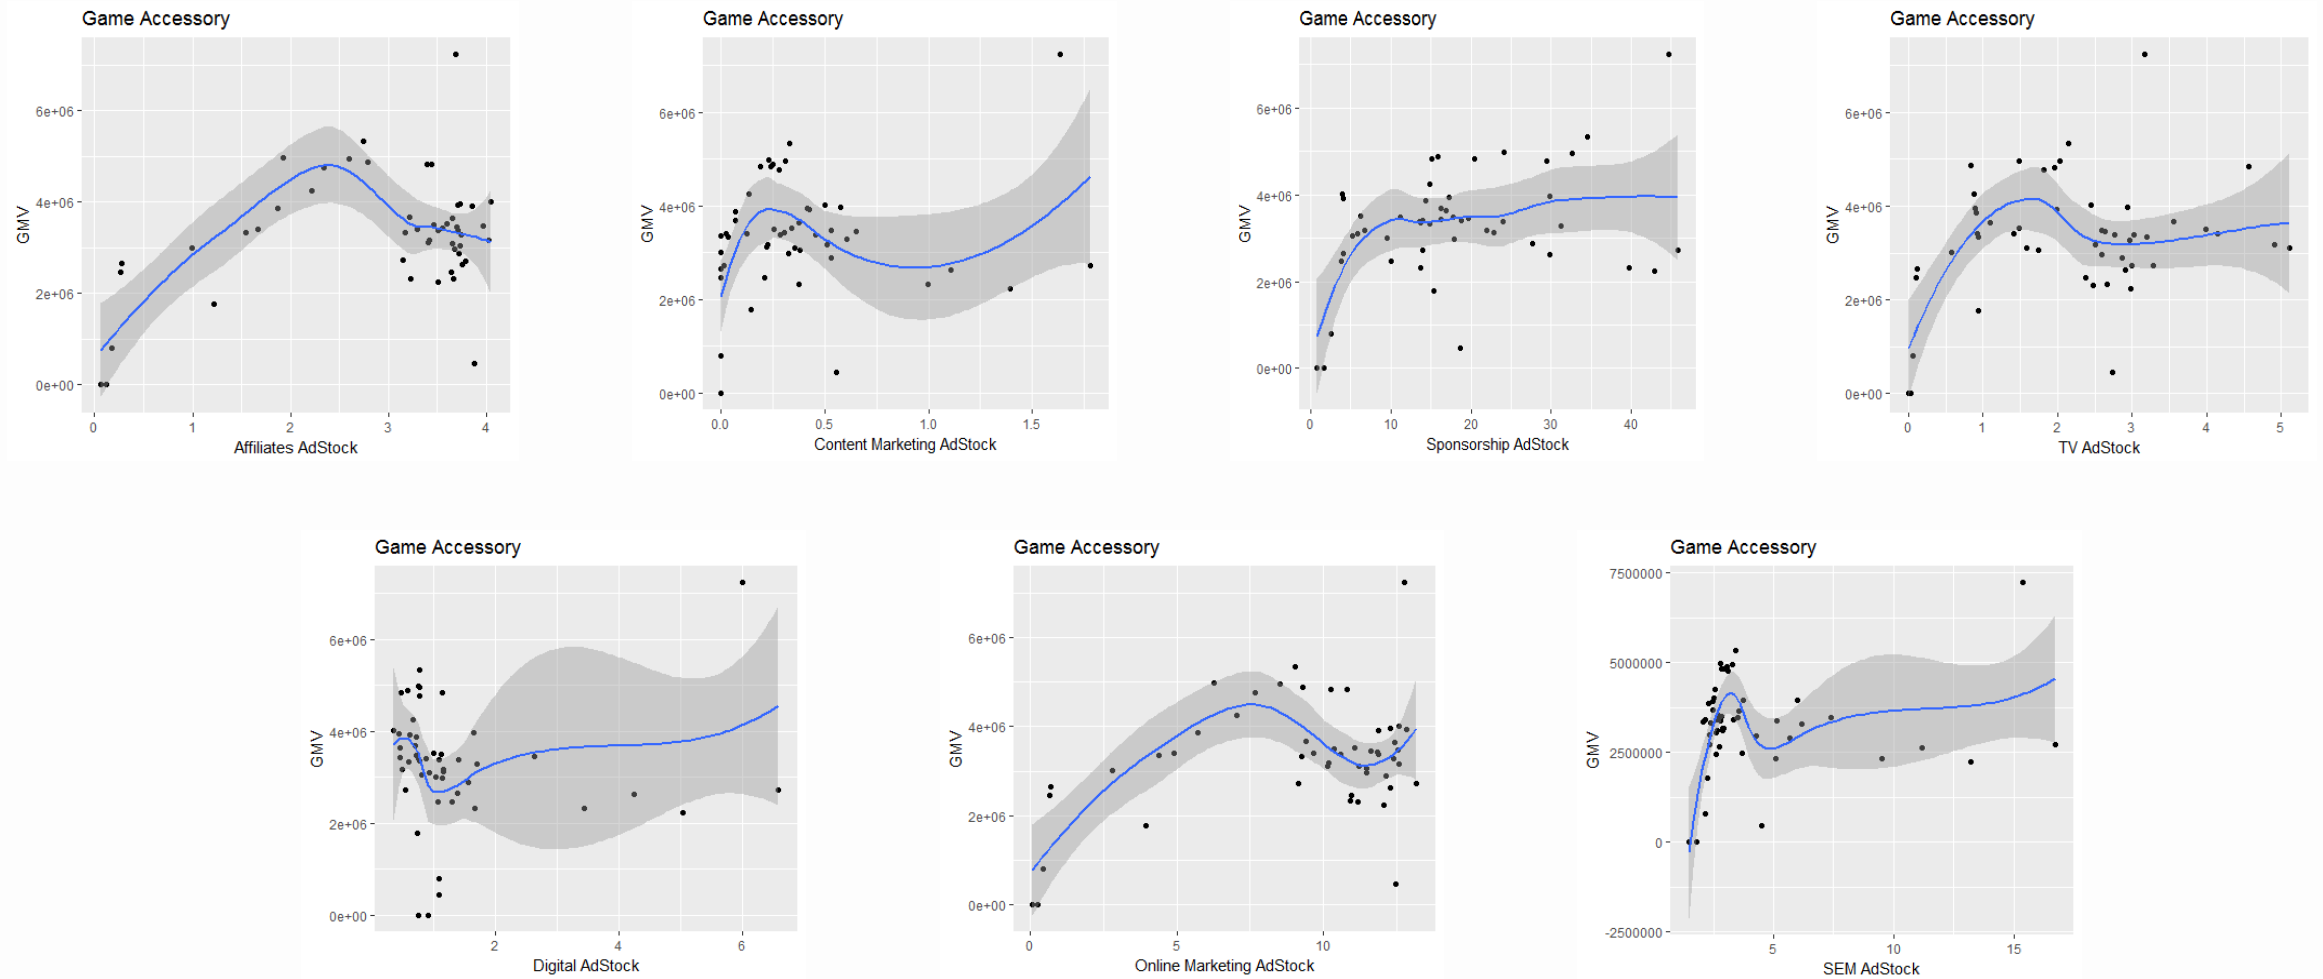 Game Accessory
6e+06
4e+06
2e+06
0e+00
GMV
0 1 2 3 4
Affiliates AdStock
Game Accessory
6e+06
4e+06
2e+06
0e+00
GMV
0.0 0.5 1.0 1.5
Content Marketing AdStock
Game Accessory
6e+06
4e+06
2e+06
0e+00
GMV
0 10 20 30 40
Sponsorship AdStock
Game Accessory
6e+06
4e+06
2e+06
0e+00
GMV
0 1 2 3 4 5
TV AdStock
Game Accessory
6e+06
4e+06
2e+06
0e+00
GMV
2 4 6
Digital AdStock
Game Accessory
6e+06
4e+06
2e+06
0e+00
GMV
0 5 10
Online Marketing AdStock
Game Accessory
7500000
5000000
2500000
0
-2500000
GMV
5 10 15
SEM AdStock